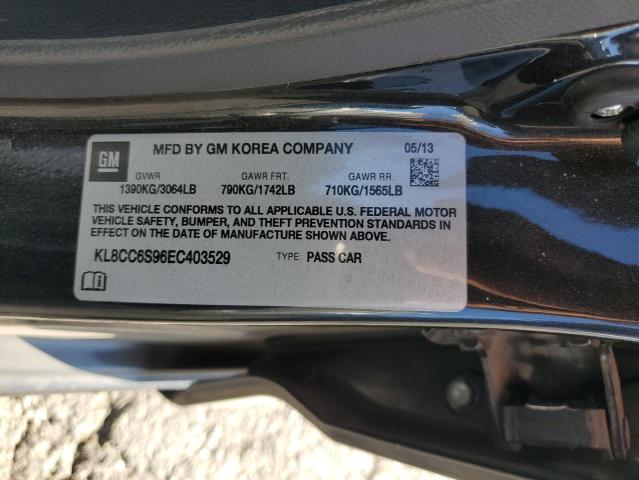 GM MFD BY GM KOREA COMPANY 05/13
GVWR GAWR FRT. GAWR RR.
1390KG/3064LB 790KG/1742LB 710KG/1565LB
THIS VEHICLE CONFORMS TO ALL APPLICABLE U.S. FEDERAL MOTOR
VEHICLE SAFETY, BUMPER, AND THEFT PREVENTION STANDARDS IN
EFFECT ON THE DATE OF MANUFACTURE SHOWN ABOVE.
KL8CC6S96EC403529 TYPE: PASS CAR